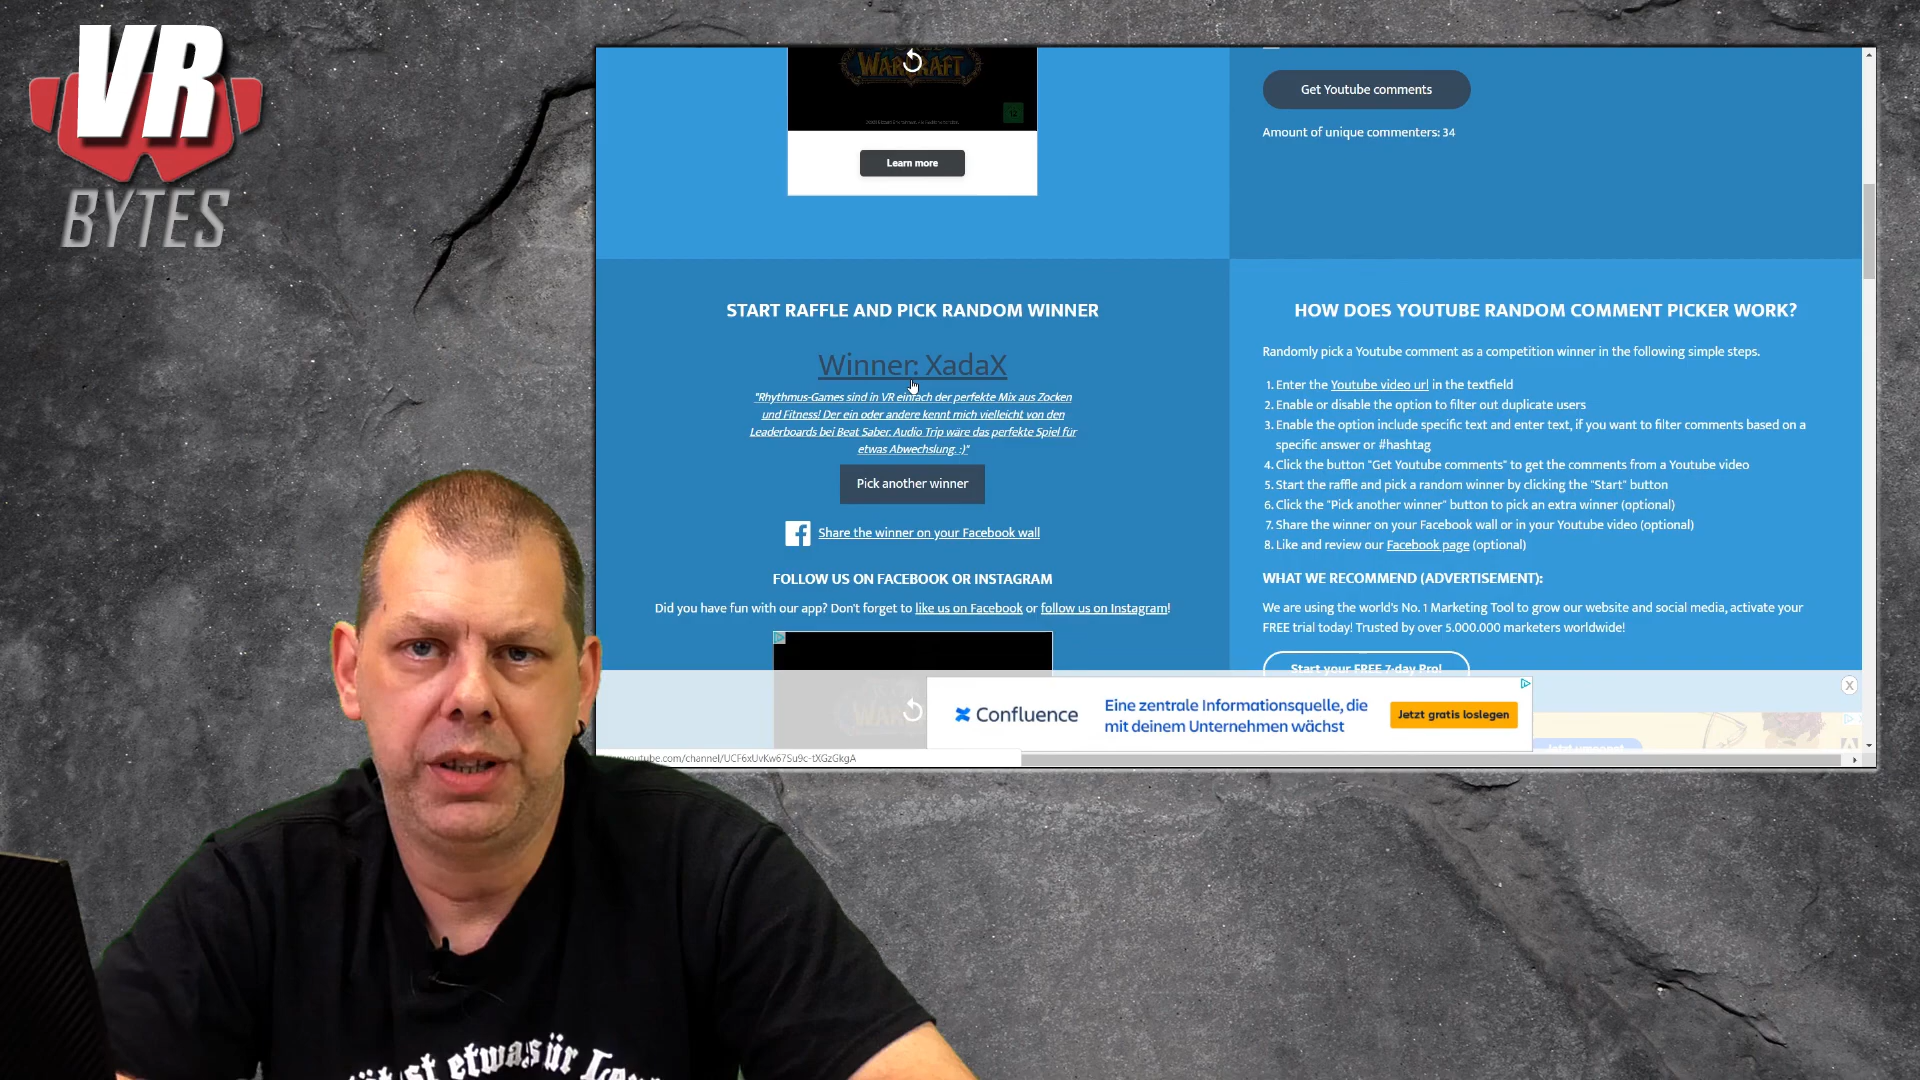 VR
BYTES
WARCRAFT
12
Learn more
Get Youtube comments
Amount of unique commenters: 34
START RAFFLE AND PICK RANDOM WINNER
Winner: XadaX
"Rhythmus-Games sind in VR einfach der perfekte Mix aus Zocken
und Fitness! Der ein oder andere kennt mich vielleicht von den
Leaderboards bei Beat Saber. Audio Trip wäre das perfekte Spiel für
etwas Abwechslung. :)"
Pick another winner
Share the winner on your Facebook wall
FOLLOW US ON FACEBOOK OR INSTAGRAM
Did you have fun with our app? Don't forget to like us on Facebook or follow us on Instagram!
HOW DOES YOUTUBE RANDOM COMMENT PICKER WORK?
Randomly pick a Youtube comment as a competition winner in the following simple steps.
1. Enter the Youtube video url in the textfield
2. Enable or disable the option to filter out duplicate users
3. Enable the option include specific text and enter text, if you want to filter comments based on a
specific answer or #hashtag
4. Click the button "Get Youtube comments" to get the comments from a Youtube video
5. Start the raffle and pick a random winner by clicking the "Start" button
6. Click the "Pick another winner" button to pick an extra winner (optional)
7. Share the winner on your Facebook wall or in your Youtube video (optional)
8. Like and review our Facebook page (optional)
WHAT WE RECOMMEND (ADVERTISEMENT):
We are using the world's No. 1 Marketing Tool to grow our website and social media, activate your
FREE trial today! Trusted by over 5.000.000 marketers worldwide!
Start your FREE 7-day Pro!
Confluence
Eine zentrale Informationsquelle, die
mit deinem Unternehmen wächst
Jetzt gratis loslegen
X
youtube.com/channel/UCF6xUvKw67Su9c-tXGzGkgA
st etwas für